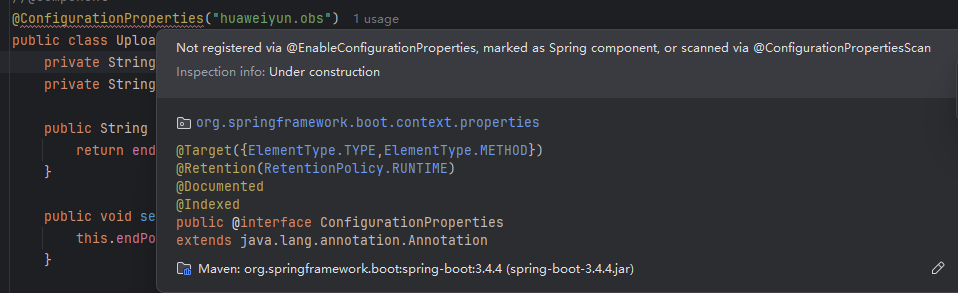 //@Component
@ConfigurationProperties("huaweiyun.obs") 1 usage
public class Uploa
Not registered via @EnableConfigurationProperties, marked as Spring component, or scanned via @ConfigurationPropertiesScan
private String
Inspection info: Under construction
private String
org.springframework.boot.context.properties
public String
@Target({ElementType.TYPE,ElementType.METHOD})
return end
@Retention(RetentionPolicy.RUNTIME)
}
@Documented
@Indexed
public void se
public @interface ConfigurationProperties
this.endPo
extends java.lang.annotation.Annotation
}
Maven: org.springframework.boot:spring-boot:3.4.4 (spring-boot-3.4.4.jar)